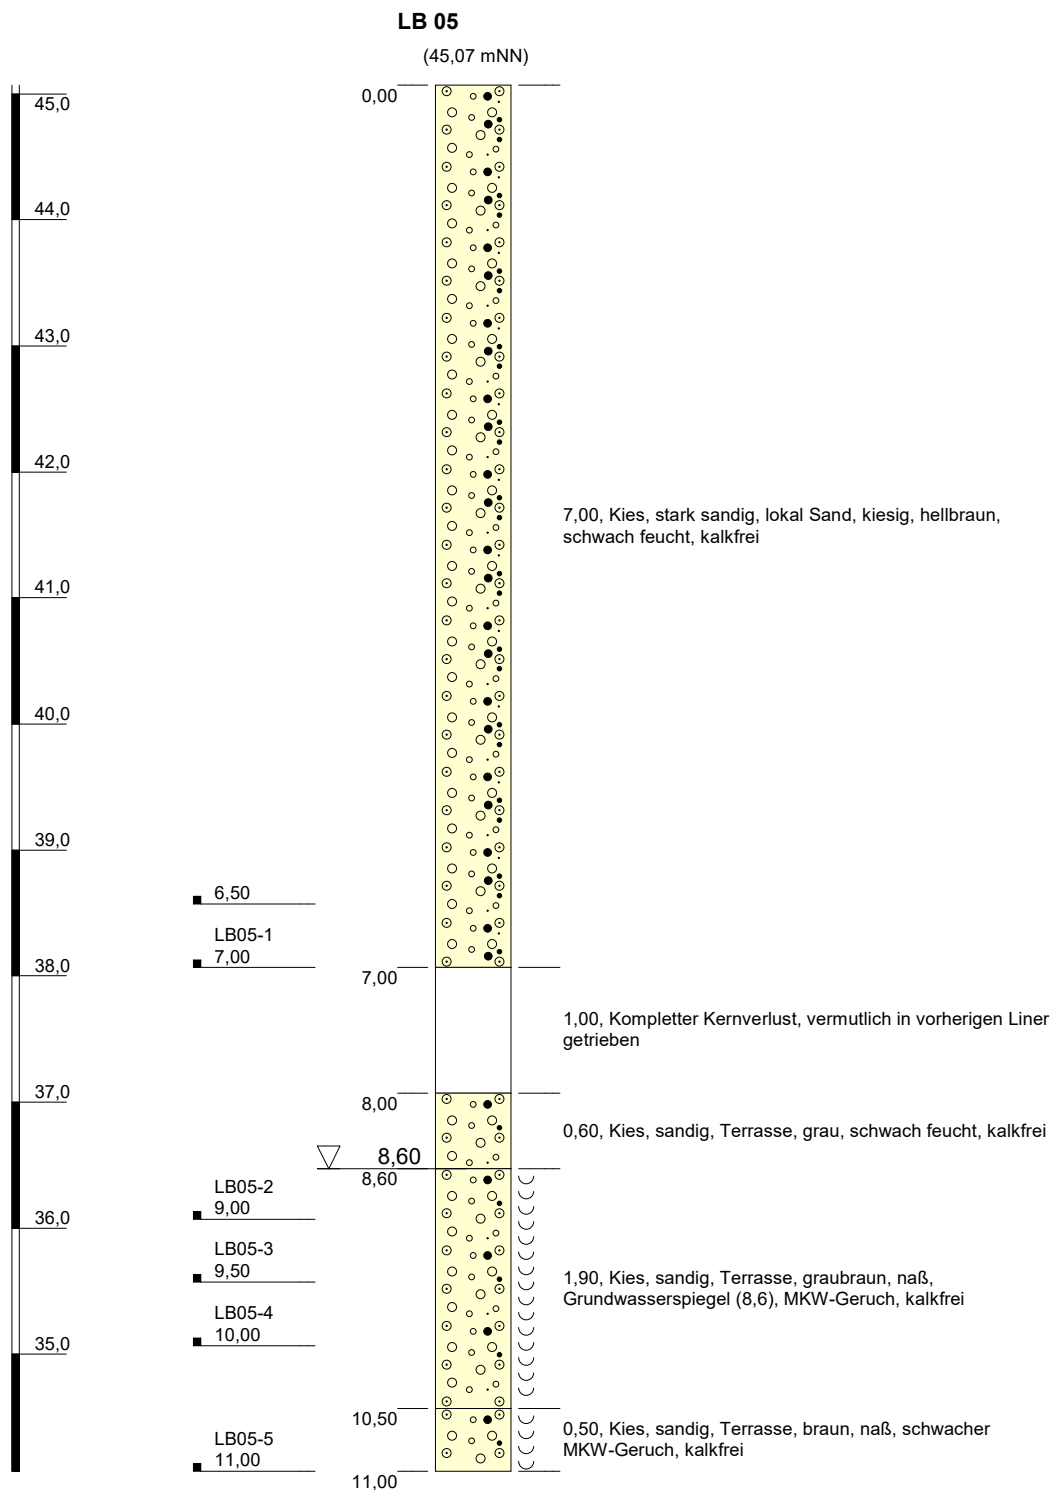 LB 05
(45,07 mNN)
0,00
45,0
44,0
43,0
42,0
7,00, Kies, stark sandig, lokal Sand, kiesig, hellbraun,
schwach feucht, kalkfrei
41,0
40,0
39,0
6,50
LB05-1
7,00
38,0
7,00
1,00, Kompletter Kernverlust, vermutlich in vorherigen Liner
getrieben
37,0
8,00
0,60, Kies, sandig, Terrasse, grau, schwach feucht, kalkfrei
8,60
8,60
LB05-2
9,00
36,0
LB05-3
9,50
1,90, Kies, sandig, Terrasse, graubraun, naß,
Grundwasserspiegel (8,6), MKW-Geruch, kalkfrei
LB05-4
10,00
35,0
10,50
0,50, Kies, sandig, Terrasse, braun, naß, schwacher
MKW-Geruch, kalkfrei
LB05-5
11,00
11,00